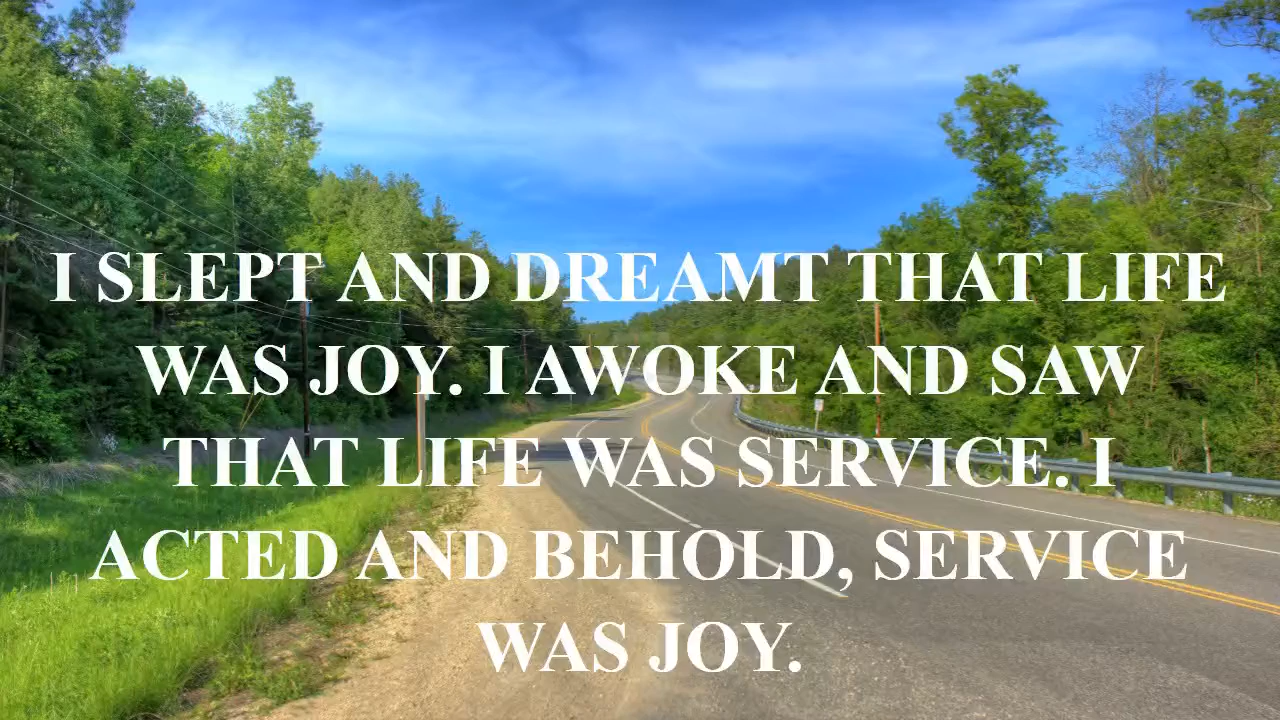 I SLEPT AND DREAMT THAT LIFE
WAS JOY. I AWOKE AND SAW
THAT LIFE WAS SERVICE. I
ACTED AND BEHOLD, SERVICE
WAS JOY.